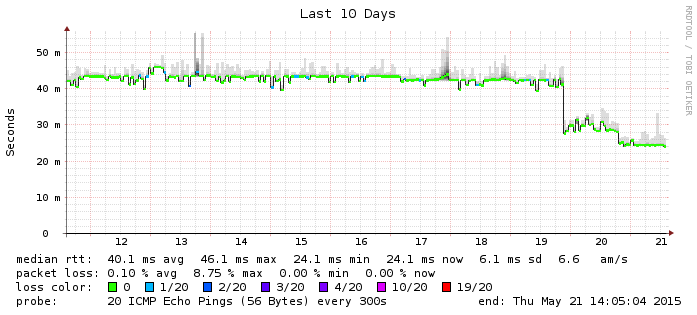 Last 10 Days
RRDTOOL / TOBI OETIKER
Seconds
50 m
40 m
30 m
20 m
10 m
0
12 13 14 15 16 17 18 19 20 21
median rtt: 40.1 ms avg 46.1 ms max 24.1 ms min 24.1 ms now 6.1 ms sd 6.6 am/s
packet loss: 0.10 % avg 8.75 % max 0.00 % min 0.00 % now
loss color: 0 1/20 2/20 3/20 4/20 10/20 19/20
probe: 20 ICMP Echo Pings (56 Bytes) every 300s end: Thu May 21 14:05:04 2015